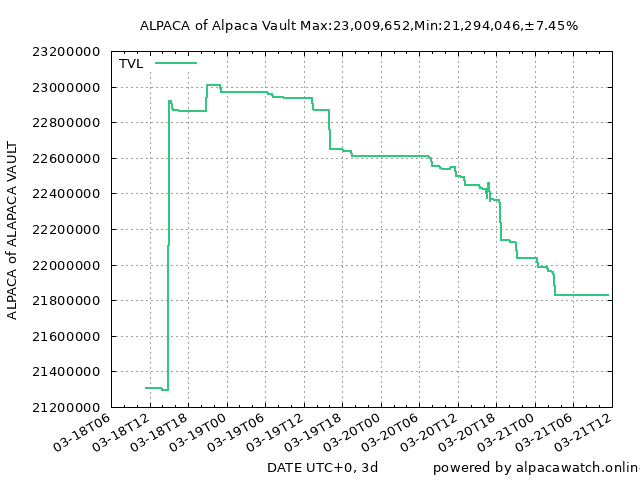 ALPACA of Alpaca Vault Max:23,009,652,Min:21,294,046,±7.45%
TVL
23200000
23000000
22800000
22600000
22400000
22200000
22000000
21800000
21600000
21400000
21200000
ALPACA of ALAPACA VAULT
03-18T06
03-18T12
03-18T18
03-19T00
03-19T06
03-19T12
03-19T18
03-20T00
03-20T06
03-20T12
03-20T18
03-21T00
03-21T06
03-21T12
DATE UTC+0, 3d
powered by alpacawatch.onlin